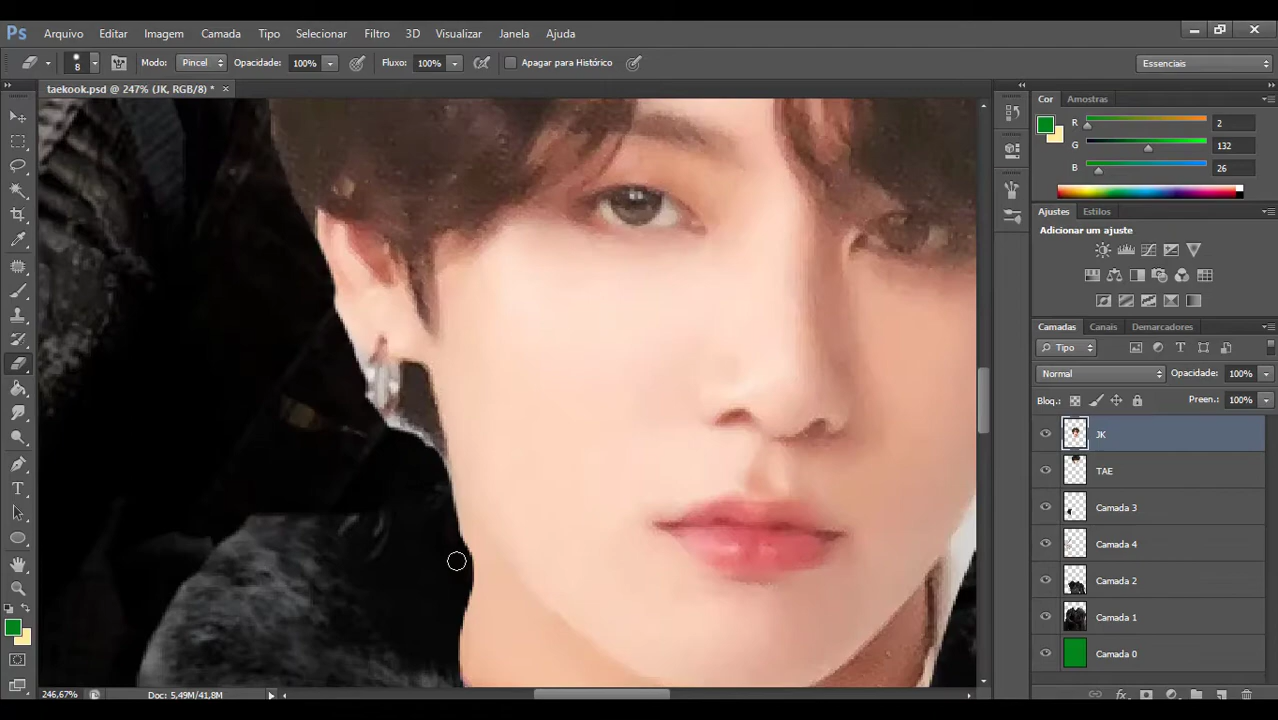 Ps Arquivo Editar Imagem Camada Tipo Selecionar Filtro 3D Visualizar Janela Ajuda
8 Modo: Pincel Opacidade: 100% Fluxo: 100% Apagar para Histórico Essenciais
taekook.psd @ 247% (JK, RGB/8) * ×
Cor Amostras
R 2
G 132
B 26
Ajustes Estilos
Adicionar um ajuste
Camadas Canais Demarcadores
Tipo
Normal Opacidade: 100%
Bloq.: Preen.: 100%
JK
TAE
Camada 3
Camada 4
Camada 2
Camada 1
Camada 0
246,67% Doc: 5,49M/41,8M